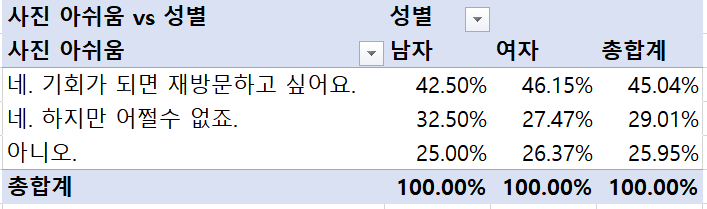 사진 아쉬움 vs 성별 성별
사진 아쉬움 남자 여자 총합계
네. 기회가 되면 재방문하고 싶어요. 42.50% 46.15% 45.04%
네. 하지만 어쩔수 없죠. 32.50% 27.47% 29.01%
아니오. 25.00% 26.37% 25.95%
총합계 100.00% 100.00% 100.00%